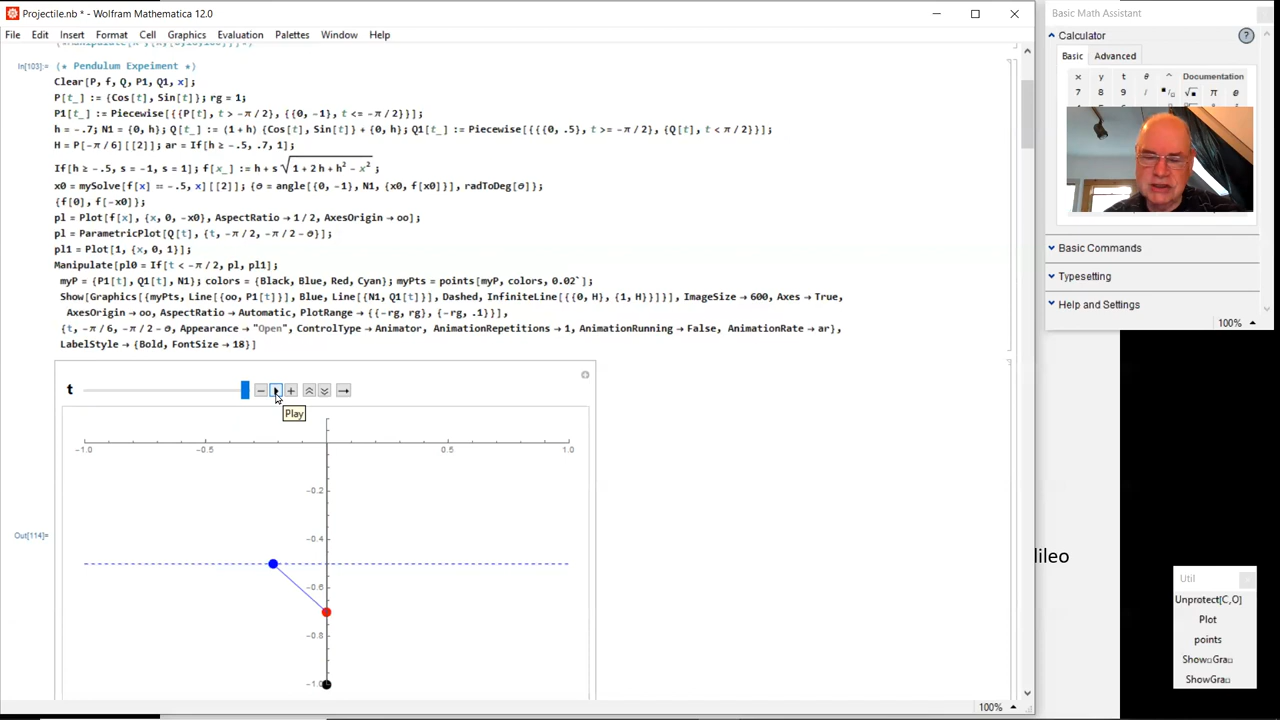 Projectile.nb * - Wolfram Mathematica 12.0
File Edit Insert Format Cell Graphics Evaluation Palettes Window Help
In[103]:= (* Pendulum Expeiment *)
Clear[P, f, Q, P1, Q1, x];
P[t_] := {Cos[t], Sin[t]}; rg = 1;
P1[t_] := Piecewise[{{P[t], t > -π / 2}, {{0, -1}, t <= -π / 2}}];
h = -.7; N1 = {0, h}; Q[t_] := (1 + h) {Cos[t], Sin[t]} + {0, h}; Q1[t_] := Piecewise[{{{0, .5}, t >= -π / 2}, {Q[t], t < π / 2}}];
H = P[-π / 6][[2]]; ar = If[h ≥ -.5, .7, 1];
If[h ≥ -.5, s = -1, s = 1]; f[x_] := h + s √1 + 2 h + h² - x² ;
x0 = mySolve[f[x] == -.5, x][[2]]; {σ = angle[{0, -1}, N1, {x0, f[x0]}], radToDeg[σ]};
{f[0], f[-x0]};
pl = Plot[f[x], {x, 0, -x0}, AspectRatio → 1 / 2, AxesOrigin → oo];
pl = ParametricPlot[Q[t], {t, -π / 2, -π / 2 - σ}];
pl1 = Plot[1, {x, 0, 1}];
Manipulate[pl0 = If[t < -π / 2, pl, pl1];
myP = {P1[t], Q1[t], N1}; colors = {Black, Blue, Red, Cyan}; myPts = points[myP, colors, 0.02`];
Show[Graphics[{myPts, Line[{oo, P1[t]}], Blue, Line[{N1, Q1[t]}], Dashed, InfiniteLine[{{0, H}, {1, H}}]}], ImageSize → 600, Axes → True,
AxesOrigin → oo, AspectRatio → Automatic, PlotRange → {{-rg, rg}, {-rg, .1}}],
{t, -π / 6, -π / 2 - σ, Appearance → "Open", ControlType → Animator, AnimationRepetitions → 1, AnimationRunning → False, AnimationRate → ar},
LabelStyle → {Bold, FontSize → 18}]
t
Play
-1.0 -0.5 0.5 1.0
-0.2
-0.4
Out[114]=
-0.6
-0.8
100%
Basic Math Assistant
Calculator
Basic Advanced
x y t θ ^ Documentation
7 8 9 / √ π e
Basic Commands
Typesetting
Help and Settings
100%
lileo
Util
Unprotect[C,O]
Plot
points
Show▫Gra▫
ShowGra▫